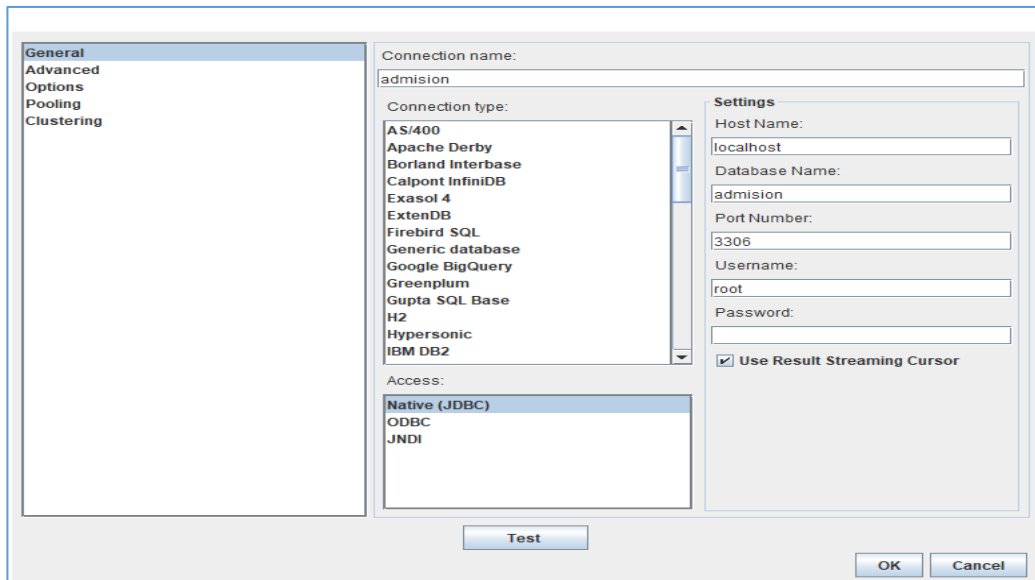 General
Advanced
Options
Pooling
Clustering
Connection name:
admision
Connection type:
AS/400
Apache Derby
Borland Interbase
Calpont InfiniDB
Exasol 4
ExtenDB
Firebird SQL
Generic database
Google BigQuery
Greenplum
Gupta SQL Base
H2
Hypersonic
IBM DB2
Access:
Native (JDBC)
ODBC
JNDI
Settings
Host Name:
localhost
Database Name:
admision
Port Number:
3306
Username:
root
Password:
Use Result Streaming Cursor
Test
OK
Cancel